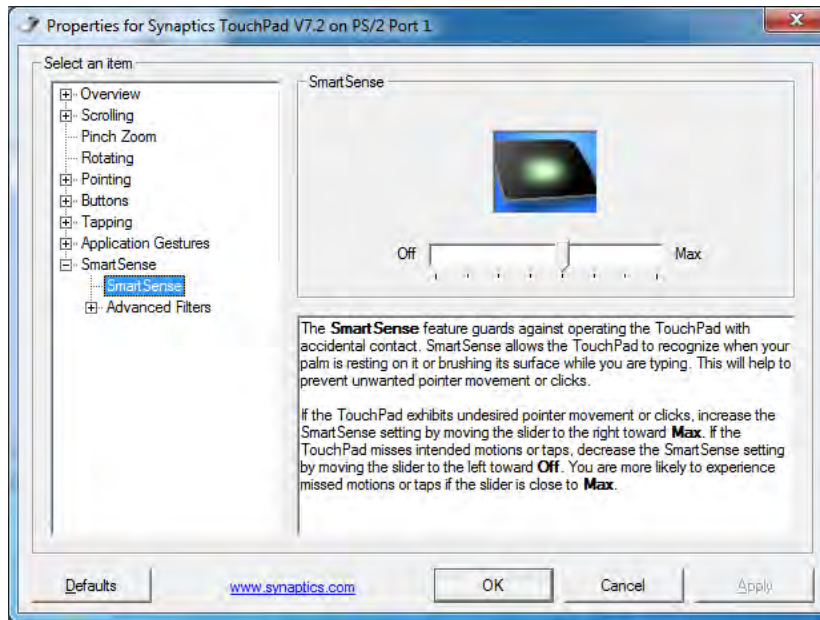 Properties for Synaptics TouchPad V7.2 on PS/2 Port 1
Select an item
Overview
Scrolling
Pinch Zoom
Rotating
Pointing
Buttons
Tapping
Application Gestures
SmartSense
SmartSense
Advanced Filters
SmartSense
Off
Max
The SmartSense feature guards against operating the TouchPad with
accidental contact. SmartSense allows the TouchPad to recognize when your
palm is resting on it or brushing its surface while you are typing. This will help to
prevent unwanted pointer movement or clicks.
If the TouchPad exhibits undesired pointer movement or clicks, increase the
SmartSense setting by moving the slider to the right toward Max. If the
TouchPad misses intended motions or taps, decrease the SmartSense setting
by moving the slider to the left toward Off. You are more likely to experience
missed motions or taps if the slider is close to Max.
Defaults
www.synaptics.com
OK
Cancel
Apply